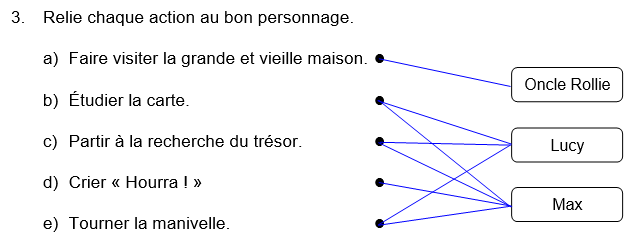 3. Relie chaque action au bon personnage.
a) Faire visiter la grande et vieille maison.
Oncle Rollie
b) Étudier la carte.
c) Partir à la recherche du trésor.
Lucy
d) Crier « Hourra ! »
Max
e) Tourner la manivelle.